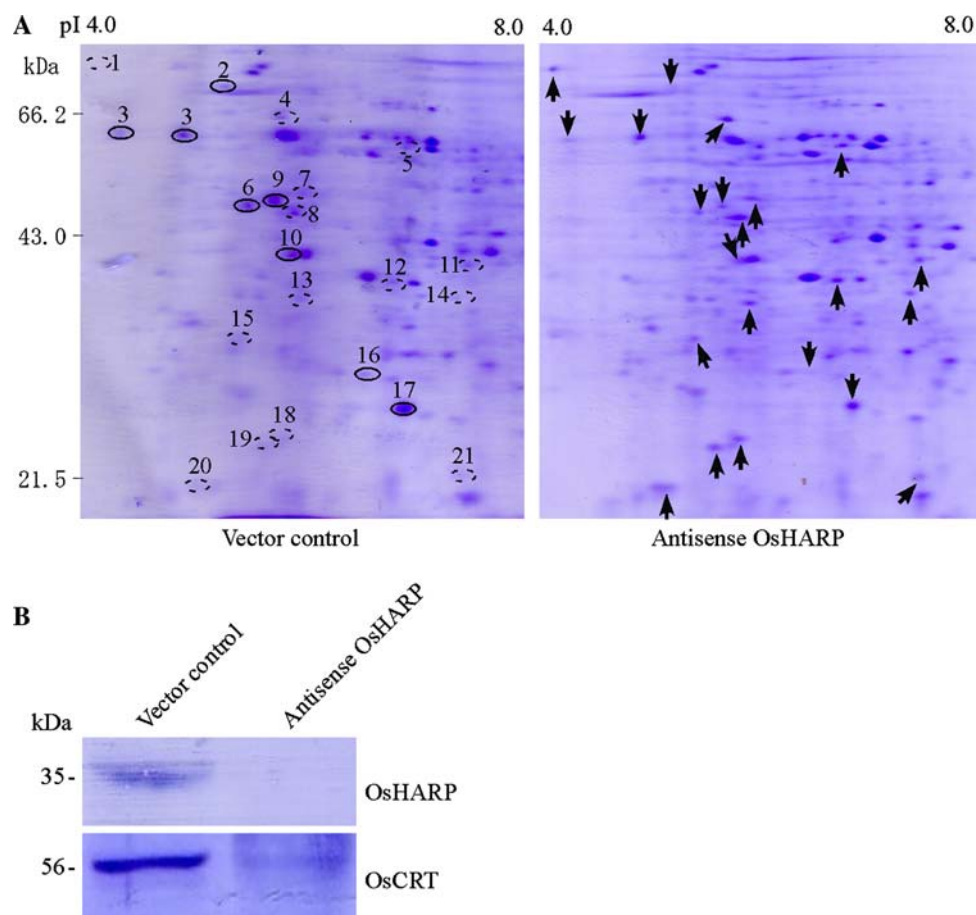 A pI 4.0 8.0 4.0 8.0
kDa
1
2
66.2
3 3 4
5
6 9 7
8
43.0
10
11
12
13
14
15
16
17
18
19
20 21
21.5
Vector control Antisense OsHARP
B
Vector control
Antisense OsHARP
kDa
35-
OsHARP
56-
OsCRT